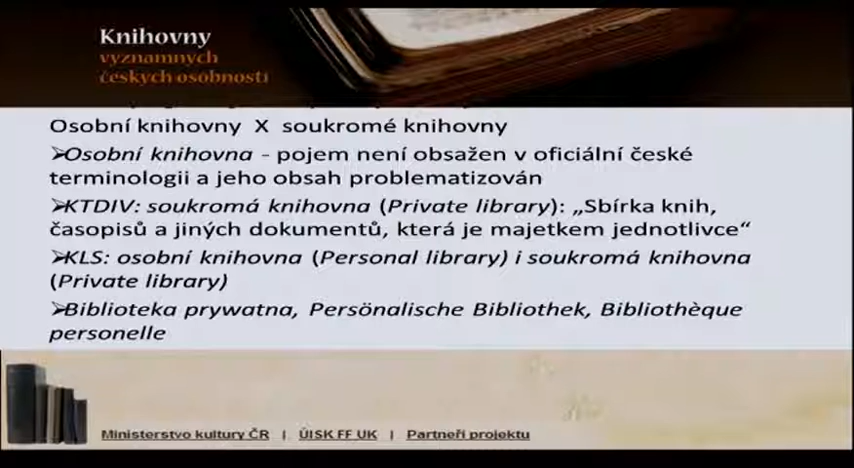 Knihovny
významných
českých osobností
Osobní knihovny X soukromé knihovny
➢Osobní knihovna - pojem není obsažen v oficiální české
terminologii a jeho obsah problematizován
➢KTDIV: soukromá knihovna (Private library): „Sbírka knih,
časopisů a jiných dokumentů, která je majetkem jednotlivce“
➢KLS: osobní knihovna (Personal library) i soukromá knihovna
(Private library)
➢Biblioteka prywatna, Persönalische Bibliothek, Bibliothèque
personelle
Ministerstvo kultury ČR | ÚISK FF UK | Partneři projektu